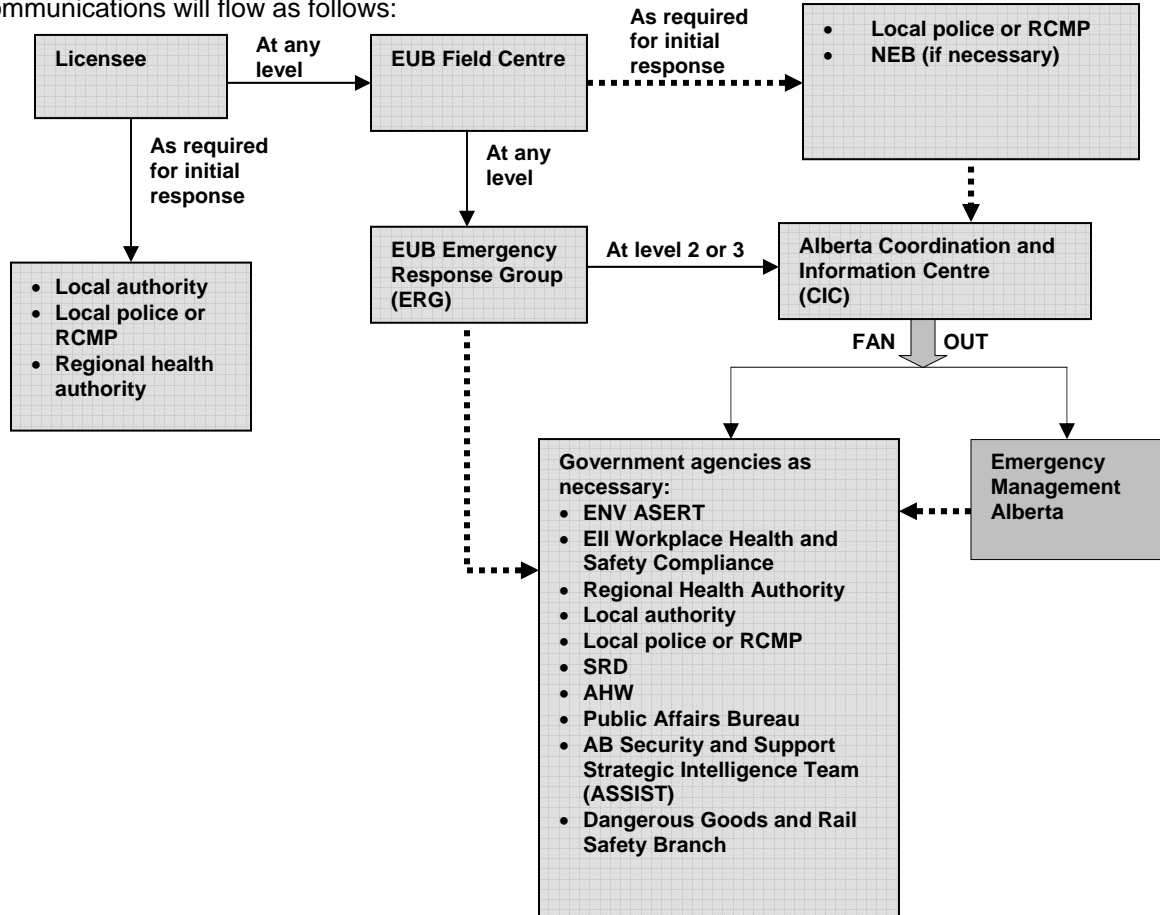 ommunications will flow as follows:
Licensee
At any
level
EUB Field Centre
As required
for initial
response
• Local police or RCMP
• NEB (if necessary)
As required
for initial
response
At any
level
• Local authority
• Local police or
RCMP
• Regional health
authority
EUB Emergency
Response Group
(ERG)
At level 2 or 3
Alberta Coordination and
Information Centre
(CIC)
FAN OUT
Government agencies as
necessary:
• ENV ASERT
• EII Workplace Health and
Safety Compliance
• Regional Health Authority
• Local authority
• Local police or RCMP
• SRD
• AHW
• Public Affairs Bureau
• AB Security and Support
Strategic Intelligence Team
(ASSIST)
• Dangerous Goods and Rail
Safety Branch
Emergency
Management
Alberta